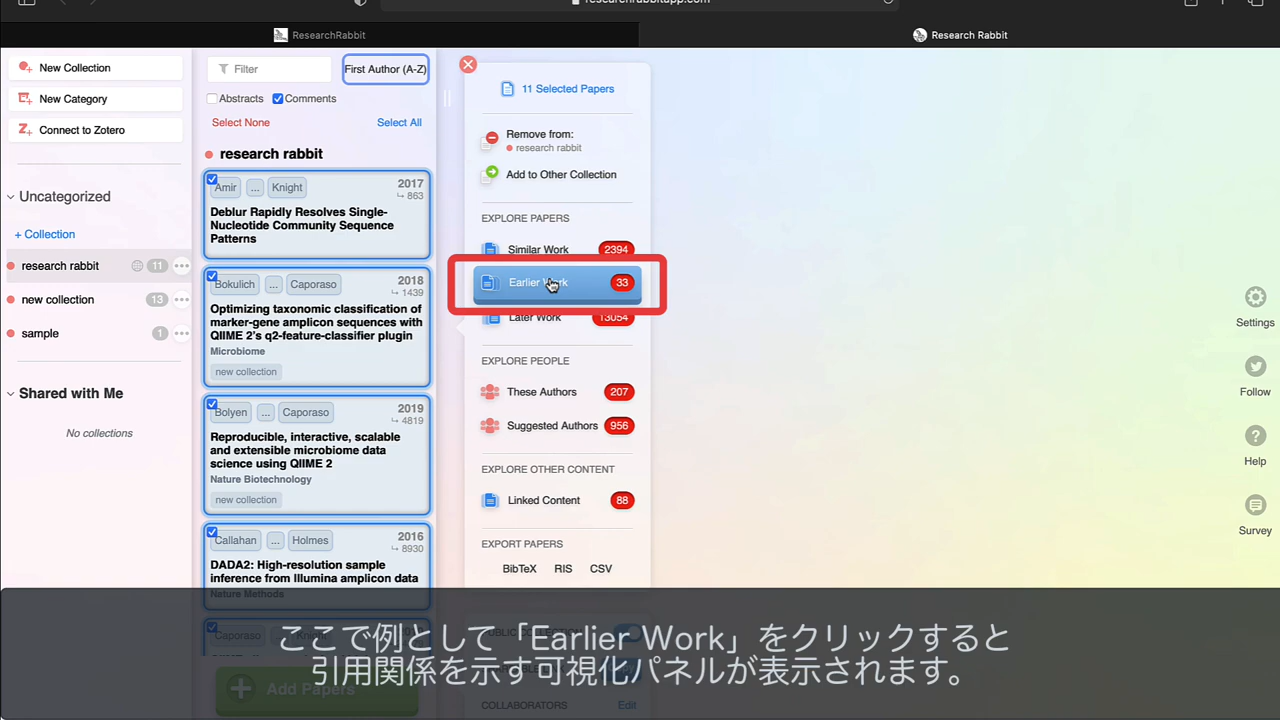 researchrabbitapp.com
ResearchRabbit
Research Rabbit
New Collection
New Category
Connect to Zotero
Uncategorized
+ Collection
research rabbit
11
new collection
13
sample
1
Shared with Me
No collections
Filter
First Author (A-Z)
Abstracts
Comments
Select None
Select All
research rabbit
Amir ... Knight
2017
863
Deblur Rapidly Resolves Single-
Nucleotide Community Sequence
Patterns
Bokulich ... Caporaso
2018
1439
Optimizing taxonomic classification of
marker-gene amplicon sequences with
QIIME 2's q2-feature-classifier plugin
Microbiome
new collection
Bolyen ... Caporaso
2019
4819
Reproducible, interactive, scalable
and extensible microbiome data
science using QIIME 2
Nature Biotechnology
new collection
Callahan ... Holmes
2016
8930
DADA2: High-resolution sample
inference from Illumina amplicon data
Nature Methods
Caporaso ... Knight
Add Papers
11 Selected Papers
Remove from:
research rabbit
Add to Other Collection
EXPLORE PAPERS
Similar Work 2394
Earlier Work 33
Later Work 13054
EXPLORE PEOPLE
These Authors 207
Suggested Authors 956
EXPLORE OTHER CONTENT
Linked Content 88
EXPORT PAPERS
BibTeX RIS CSV
PUBLIC COLLECTION
COLLABORATORS Edit
Settings
Follow
Help
Survey
ここで例として「Earlier Work」をクリックすると
引用関係を示す可視化パネルが表示されます。